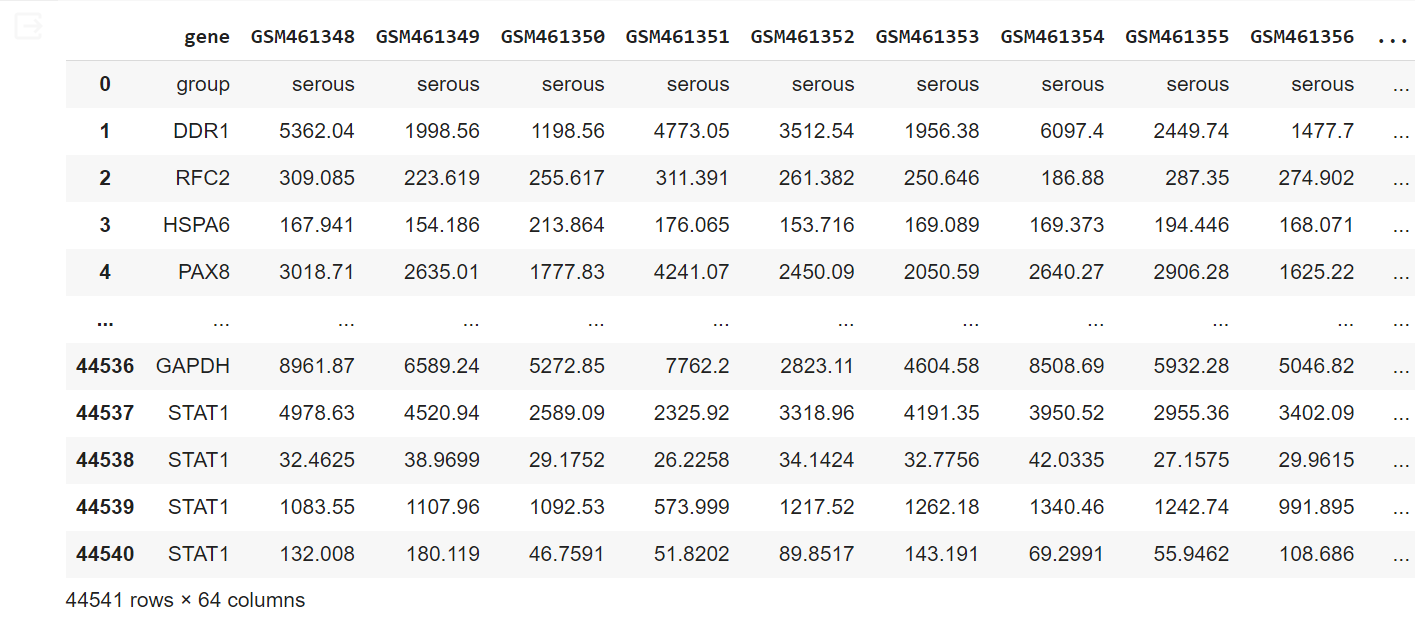 gene GSM461348 GSM461349 GSM461350 GSM461351 GSM461352 GSM461353 GSM461354 GSM461355 GSM461356 ...
0 group serous serous serous serous serous serous serous serous serous ...
1 DDR1 5362.04 1998.56 1198.56 4773.05 3512.54 1956.38 6097.4 2449.74 1477.7 ...
2 RFC2 309.085 223.619 255.617 311.391 261.382 250.646 186.88 287.35 274.902 ...
3 HSPA6 167.941 154.186 213.864 176.065 153.716 169.089 169.373 194.446 168.071 ...
4 PAX8 3018.71 2635.01 1777.83 4241.07 2450.09 2050.59 2640.27 2906.28 1625.22 ...
... ... ... ... ... ... ... ... ... ... ... ...
44536 GAPDH 8961.87 6589.24 5272.85 7762.2 2823.11 4604.58 8508.69 5932.28 5046.82 ...
44537 STAT1 4978.63 4520.94 2589.09 2325.92 3318.96 4191.35 3950.52 2955.36 3402.09 ...
44538 STAT1 32.4625 38.9699 29.1752 26.2258 34.1424 32.7756 42.0335 27.1575 29.9615 ...
44539 STAT1 1083.55 1107.96 1092.53 573.999 1217.52 1262.18 1340.46 1242.74 991.895 ...
44540 STAT1 132.008 180.119 46.7591 51.8202 89.8517 143.191 69.2991 55.9462 108.686 ...
44541 rows × 64 columns